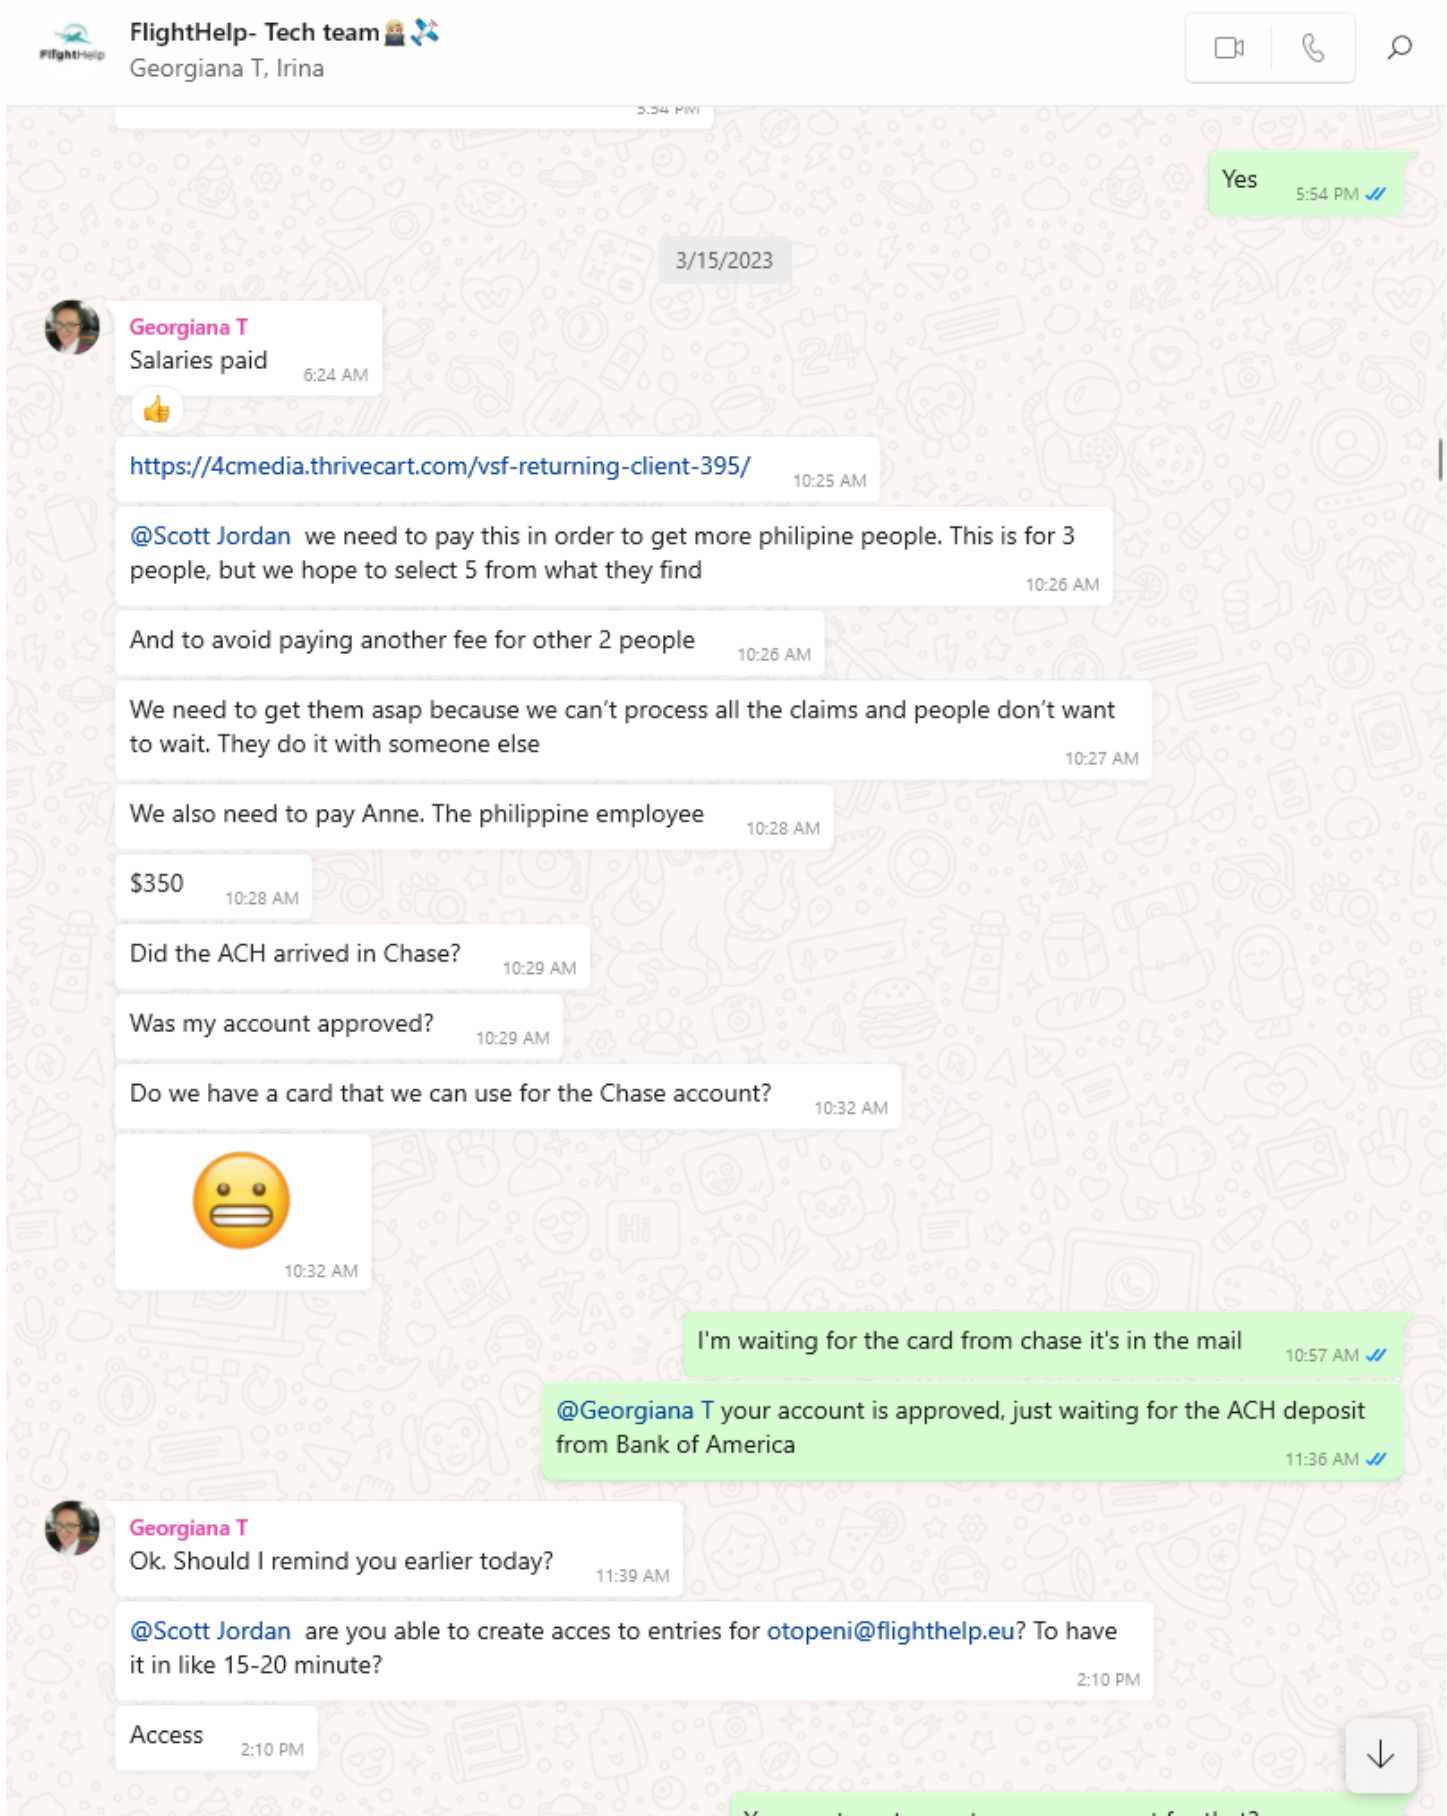 FlightHelp
FlightHelp- Tech team
Georgiana T, Irina
5:54 PM
Yes
5:54 PM
3/15/2023
Georgiana T
Salaries paid
6:24 AM
https://4cmedia.thrivecart.com/vsf-returning-client-395/
10:25 AM
@Scott Jordan we need to pay this in order to get more philipine people. This is for 3
people, but we hope to select 5 from what they find
10:26 AM
And to avoid paying another fee for other 2 people
10:26 AM
We need to get them asap because we can't process all the claims and people don't want
to wait. They do it with someone else
10:27 AM
We also need to pay Anne. The philippine employee
10:28 AM
$350
10:28 AM
Did the ACH arrived in Chase?
10:29 AM
Was my account approved?
10:29 AM
Do we have a card that we can use for the Chase account?
10:32 AM
10:32 AM
I'm waiting for the card from chase it's in the mail
10:57 AM
@Georgiana T your account is approved, just waiting for the ACH deposit
from Bank of America
11:36 AM
Georgiana T
Ok. Should I remind you earlier today?
11:39 AM
@Scott Jordan are you able to create acces to entries for otopeni@flighthelp.eu? To have
it in like 15-20 minute?
2:10 PM
Access
2:10 PM